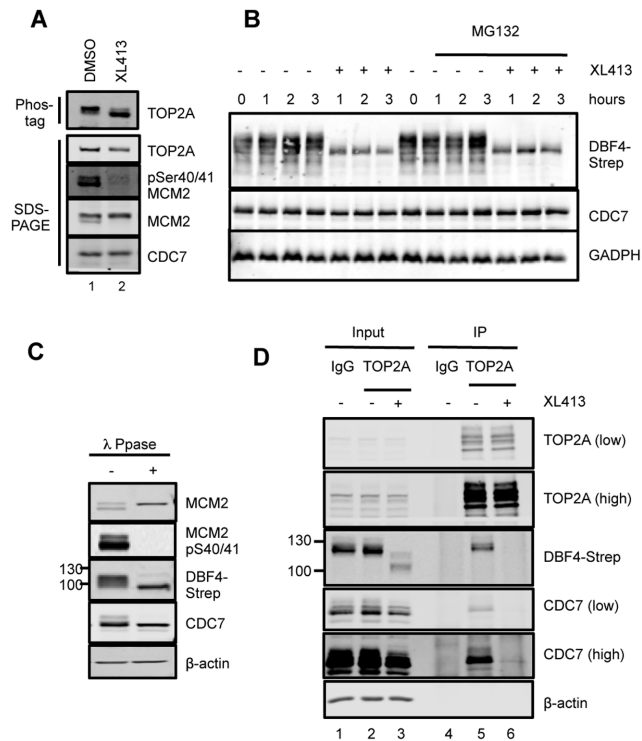 A
DMSO
XL413
Phos-
tag
TOP2A
TOP2A
pSer40/41
MCM2
SDS-
PAGE
MCM2
CDC7
1 2
B
MG132
- - - - + + + - - - - + + + XL413
0 1 2 3 1 2 3 0 1 2 3 1 2 3 hours
DBF4-
Strep
CDC7
GADPH
C
λ Ppase
- +
MCM2
MCM2
pS40/41
130
100
DBF4-
Strep
CDC7
β-actin
D
Input IP
IgG TOP2A IgG TOP2A
- - + - - + XL413
TOP2A (low)
TOP2A (high)
130
100
DBF4-Strep
CDC7 (low)
CDC7 (high)
β-actin
1 2 3 4 5 6